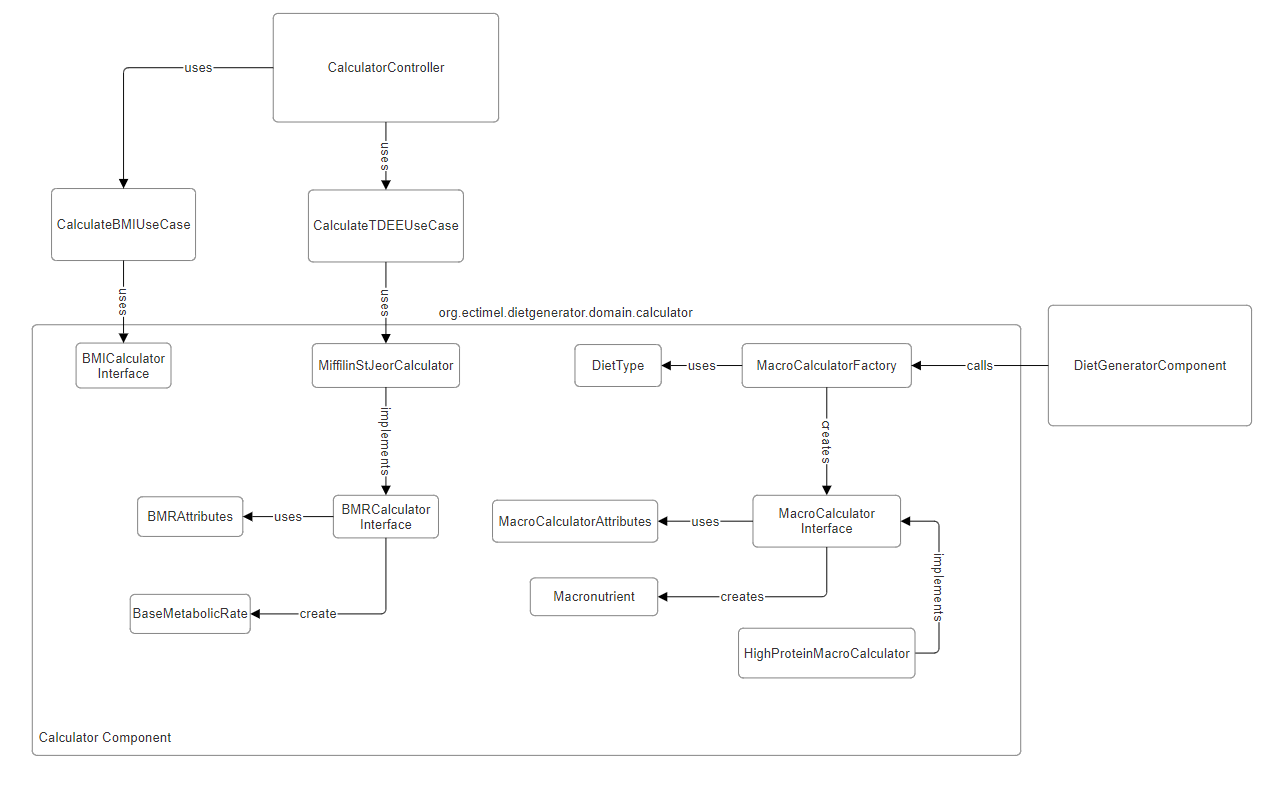 CalculatorController
uses
uses
CalculateBMIUseCase
CalculateTDEEUseCase
uses
uses
org.ectimel.dietgenerator.domain.calculator
BMICalculator
Interface
MiffilinStJeorCalculator
DietType
uses
MacroCalculatorFactory
calls
DietGeneratorComponent
implements
creates
BMRAttributes
uses
BMRCalculator
Interface
MacroCalculatorAttributes
uses
MacroCalculator
Interface
implements
BaseMetabolicRate
create
Macronutrient
creates
HighProteinMacroCalculator
Calculator Component